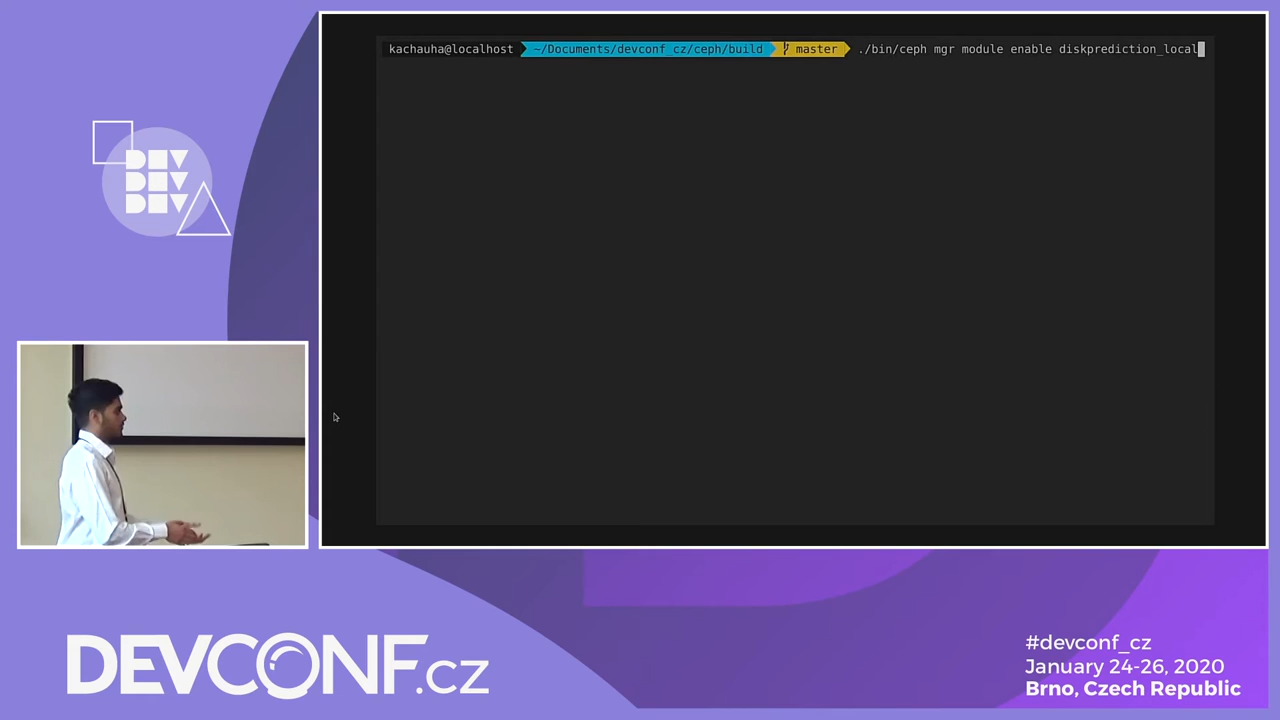 kachauha@localhost ~/Documents/devconf_cz/ceph/build master ./bin/ceph mgr module enable diskprediction_local
DEV
DEV
DEV
DEVCONF.cz
#devconf_cz
January 24-26, 2020
Brno, Czech Republic